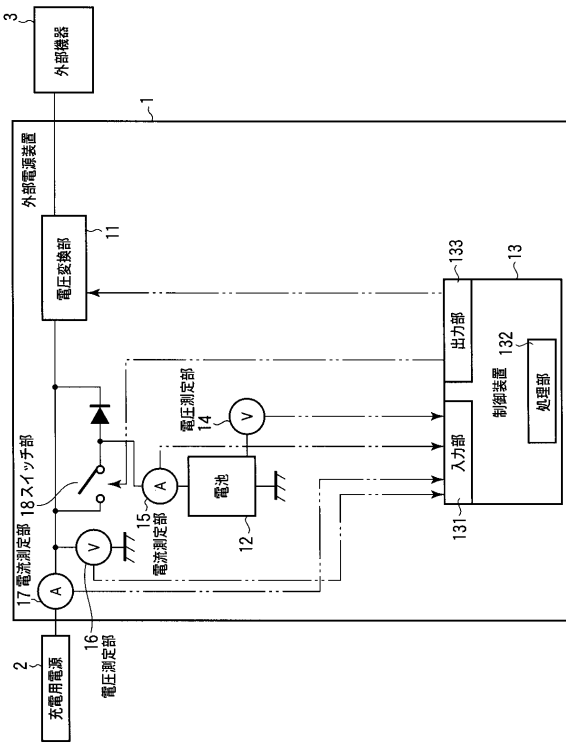 3
外部機器
1
外部電源装置
11
電圧変換部
133
13
出力部
132
制御装置
処理部
電圧測定部
14
V
入力部
131
18 スイッチ部
15
A
電池
12
電流測定部
17 電流測定部
A
V
16
電圧測定部
2
充電用電源